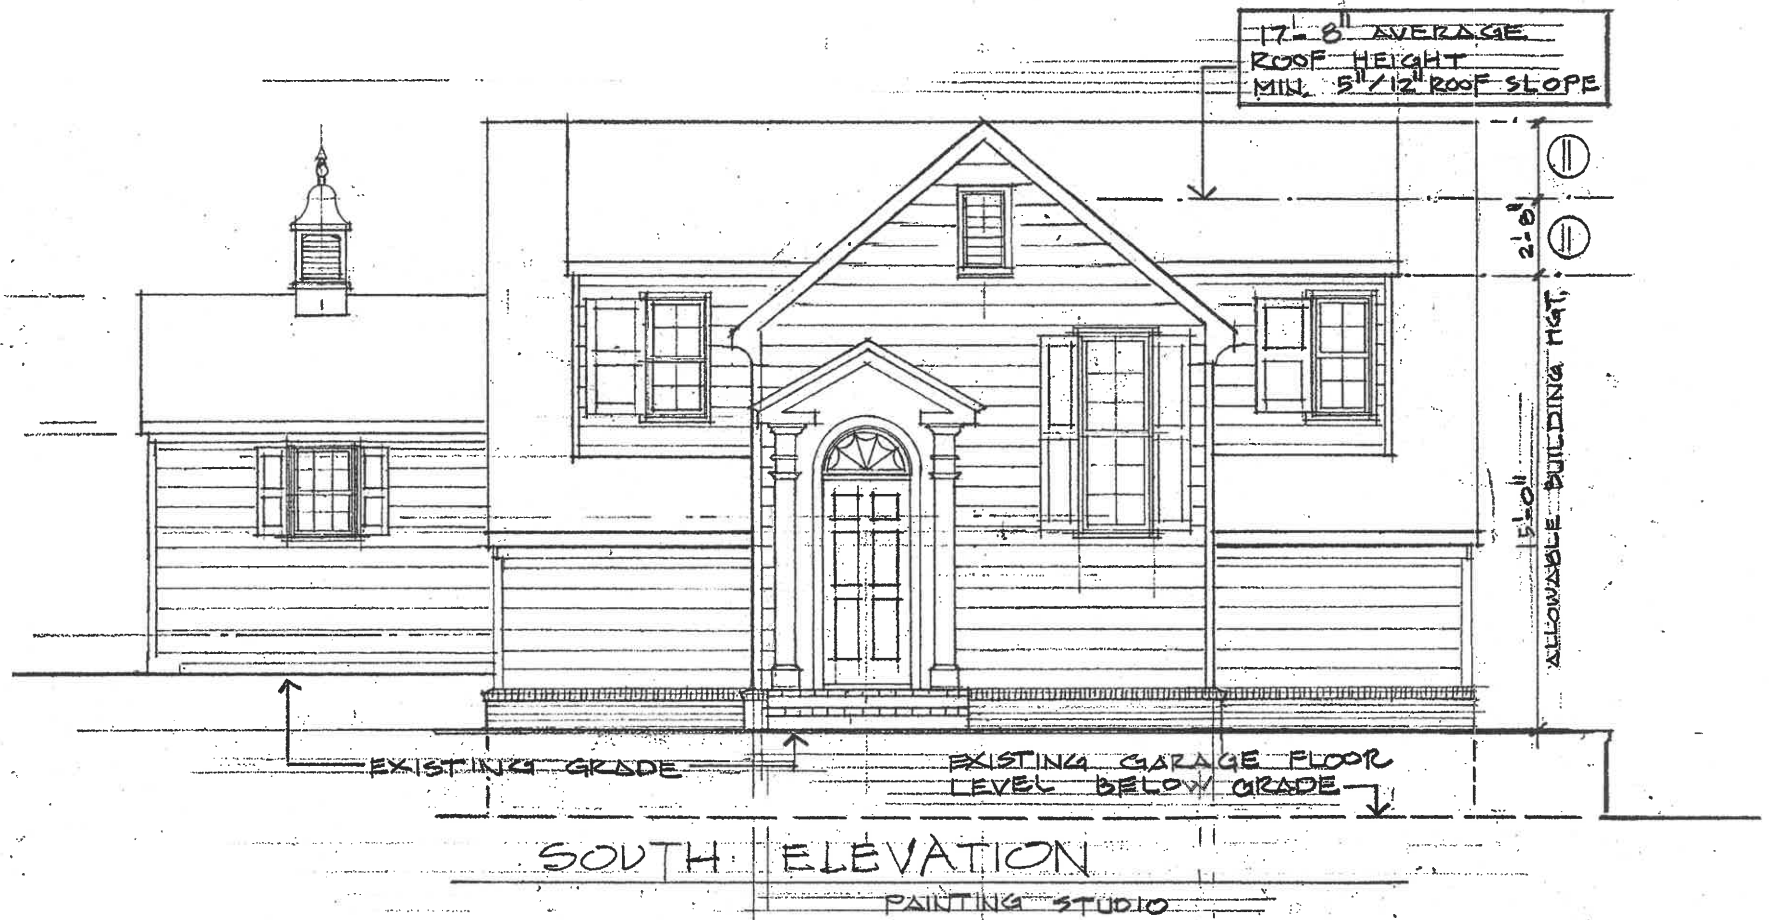 17'-8" AVERAGE
ROOF HEIGHT
MIN. 5"/12" ROOF SLOPE
2'-8"
15'-0"
ALLOWABLE BUILDING HGT.
EXISTING GRADE
EXISTING GARAGE FLOOR
LEVEL BELOW GRADE
SOUTH ELEVATION
PAINTING STUDIO